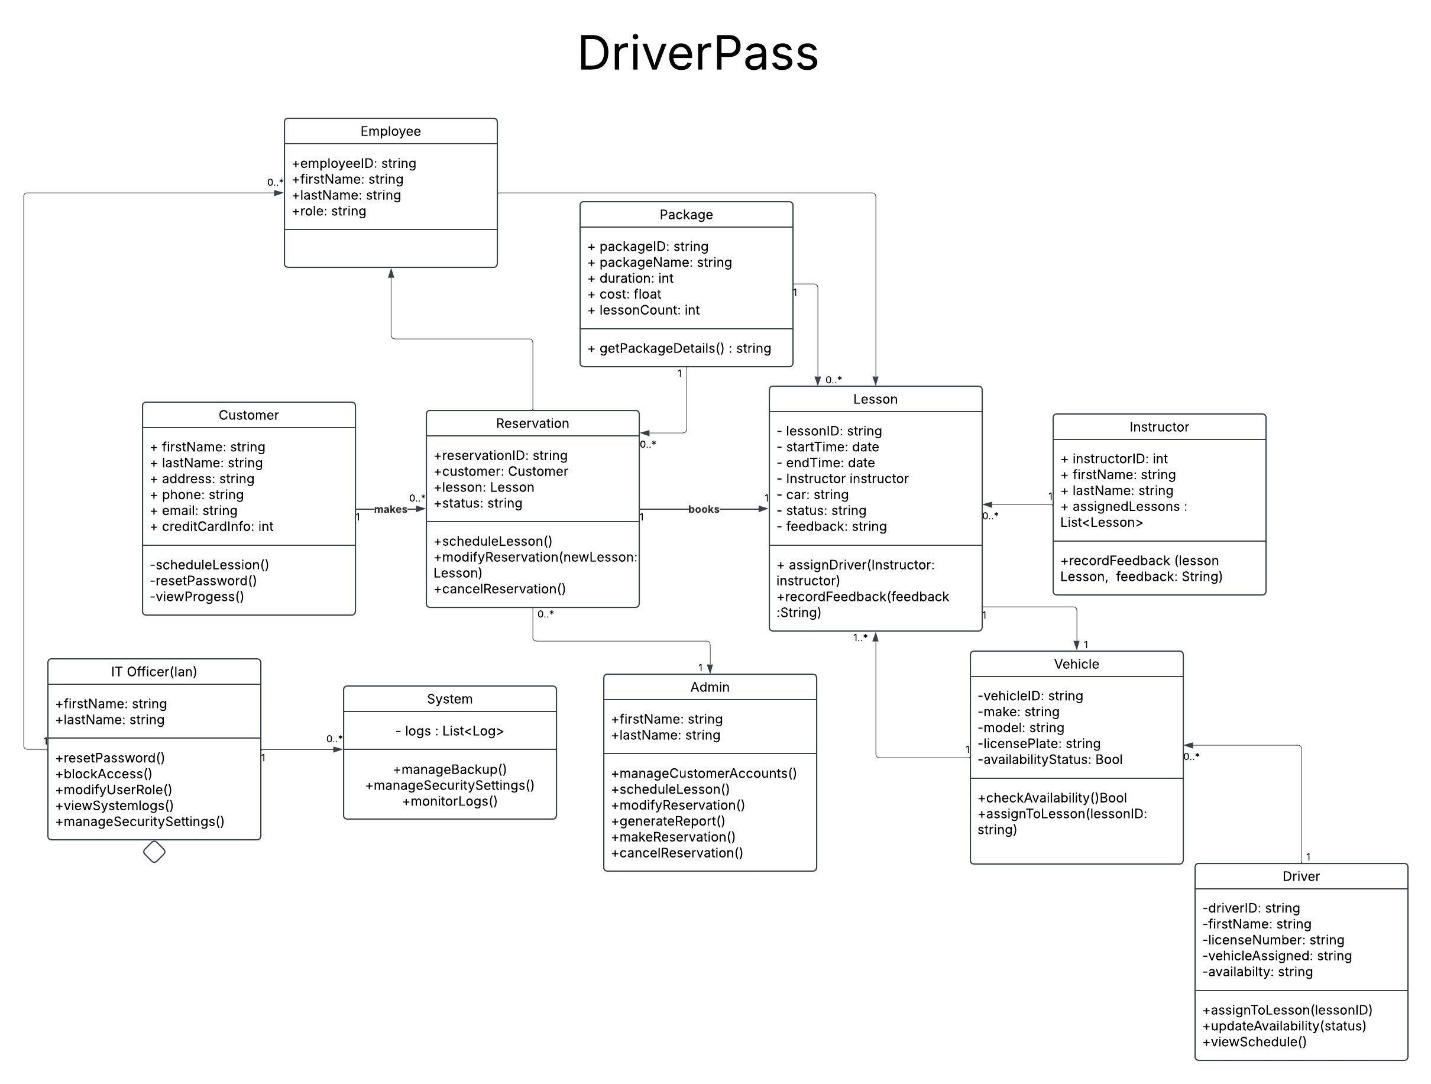 DriverPass
Employee
+employeeID: string
+firstName: string
+lastName: string
+role: string
0..*
Package
+ packageID: string
+ packageName: string
+ duration: int
+ cost: float
+ lessonCount: int
+ getPackageDetails() : string
1
1
0..*
0..*
Customer
+ firstName: string
+ lastName: string
+ address: string
+ phone: string
+ email: string
+ creditCardInfo: int
-scheduleLession()
-resetPassword()
-viewProgess()
1
makes
0..*
Reservation
+reservationID: string
+customer: Customer
+lesson: Lesson
+status: string
+scheduleLesson()
+modifyReservation(newLesson:
Lesson)
+cancelReservation()
1
books
1
0..*
Lesson
- lessonID: string
- startTime: date
- endTime: date
- Instructor instructor
- car: string
- status: string
- feedback: string
+ assignDriver(Instructor:
instructor)
+recordFeedback(feedback
:String)
0..*
1
1
1..*
Instructor
+ instructorID: int
+ firstName: string
+ lastName: string
+ assignedLessons :
List<Lesson>
+recordFeedback (lesson
Lesson, feedback: String)
IT Officer(Ian)
+firstName: string
+lastName: string
+resetPassword()
+blockAccess()
+modifyUserRole()
+viewSystemlogs()
+manageSecuritySettings()
1
1
0..*
System
- logs : List<Log>
+manageBackup()
+manageSecuritySettings()
+monitorLogs()
1
Admin
+firstName: string
+lastName: string
+manageCustomerAccounts()
+scheduleLesson()
+modifyReservation()
+generateReport()
+makeReservation()
+cancelReservation()
1
Vehicle
-vehicleID: string
-make: string
-model: string
-licensePlate: string
-availabilityStatus: Bool
+checkAvailability()Bool
+assignToLesson(lessonID:
string)
0..*
1
Driver
-driverID: string
-firstName: string
-licenseNumber: string
-vehicleAssigned: string
-availabilty: string
+assignToLesson(lessonID)
+updateAvailability(status)
+viewSchedule()